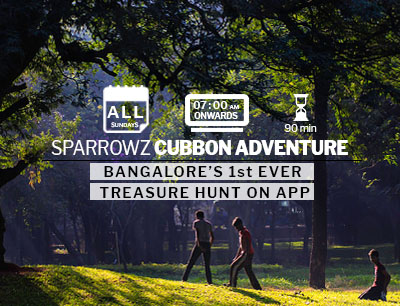 ALL
SUNDAYS
07:00 AM
ONWARDS
90 min
SPARROWZ CUBBON ADVENTURE
BANGALORE'S 1st EVER
TREASURE HUNT ON APP